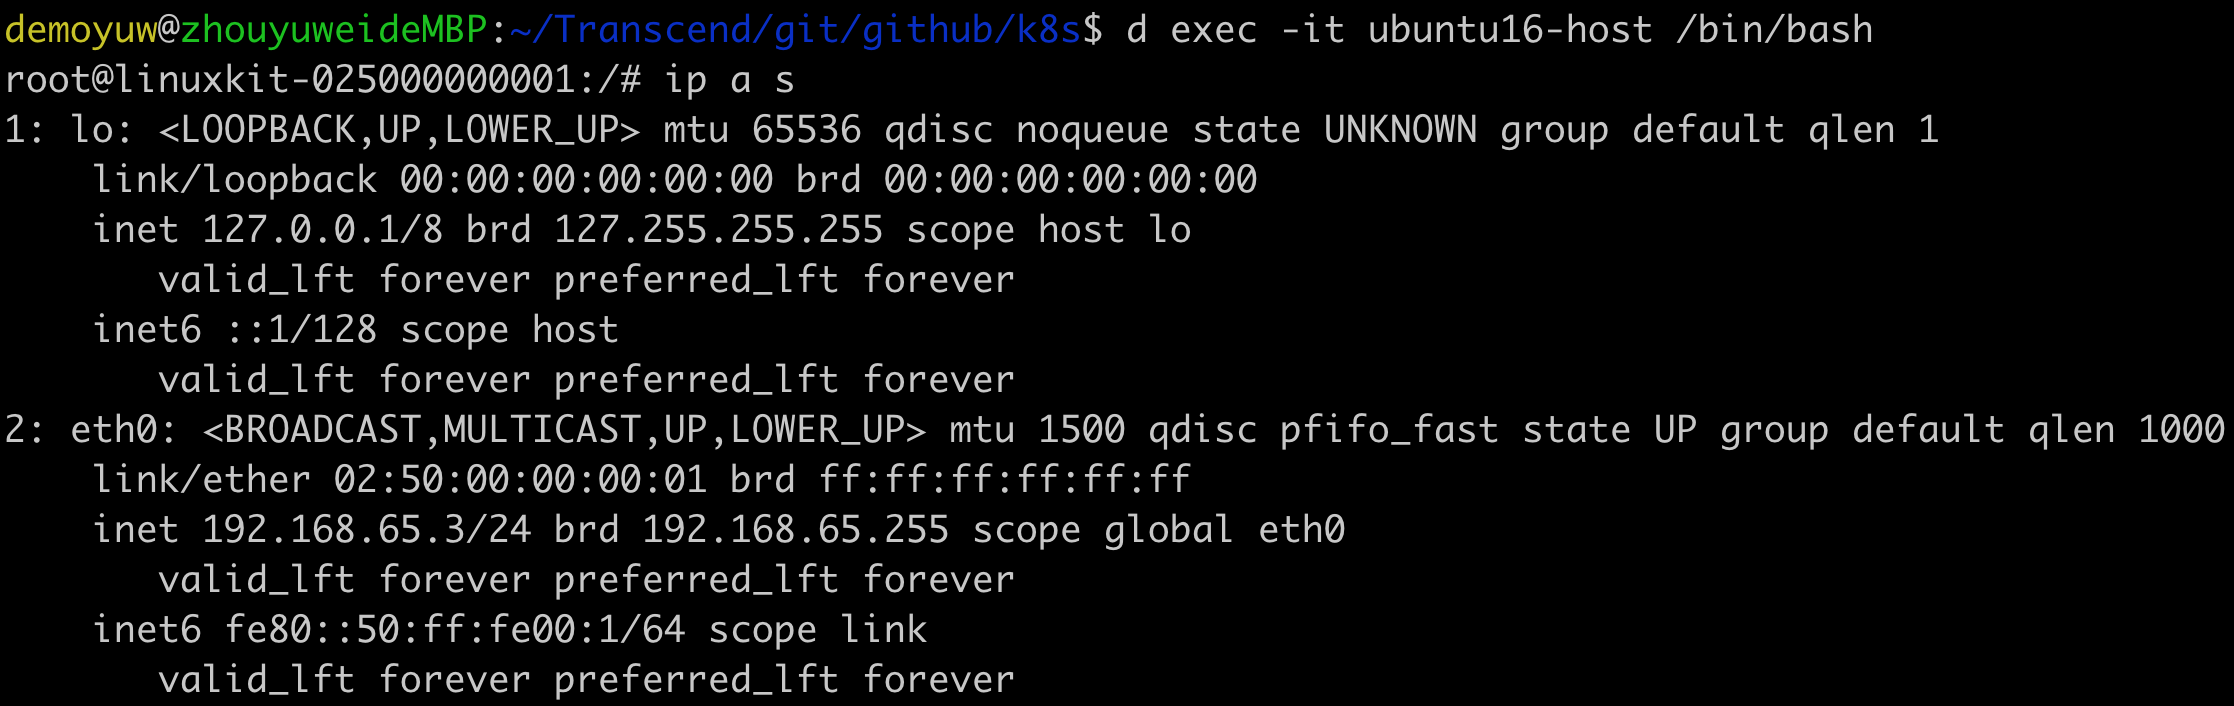 demoyuw@zhouyuweideMBP:~/Transcend/git/github/k8s$ d exec -it ubuntu16-host /bin/bash
root@linuxkit-025000000001:/# ip a s
1: lo: <LOOPBACK,UP,LOWER_UP> mtu 65536 qdisc noqueue state UNKNOWN group default qlen 1
    link/loopback 00:00:00:00:00:00 brd 00:00:00:00:00:00
    inet 127.0.0.1/8 brd 127.255.255.255 scope host lo
       valid_lft forever preferred_lft forever
    inet6 ::1/128 scope host
       valid_lft forever preferred_lft forever
2: eth0: <BROADCAST,MULTICAST,UP,LOWER_UP> mtu 1500 qdisc pfifo_fast state UP group default qlen 1000
    link/ether 02:50:00:00:00:01 brd ff:ff:ff:ff:ff:ff
    inet 192.168.65.3/24 brd 192.168.65.255 scope global eth0
       valid_lft forever preferred_lft forever
    inet6 fe80::50:ff:fe00:1/64 scope link
       valid_lft forever preferred_lft forever